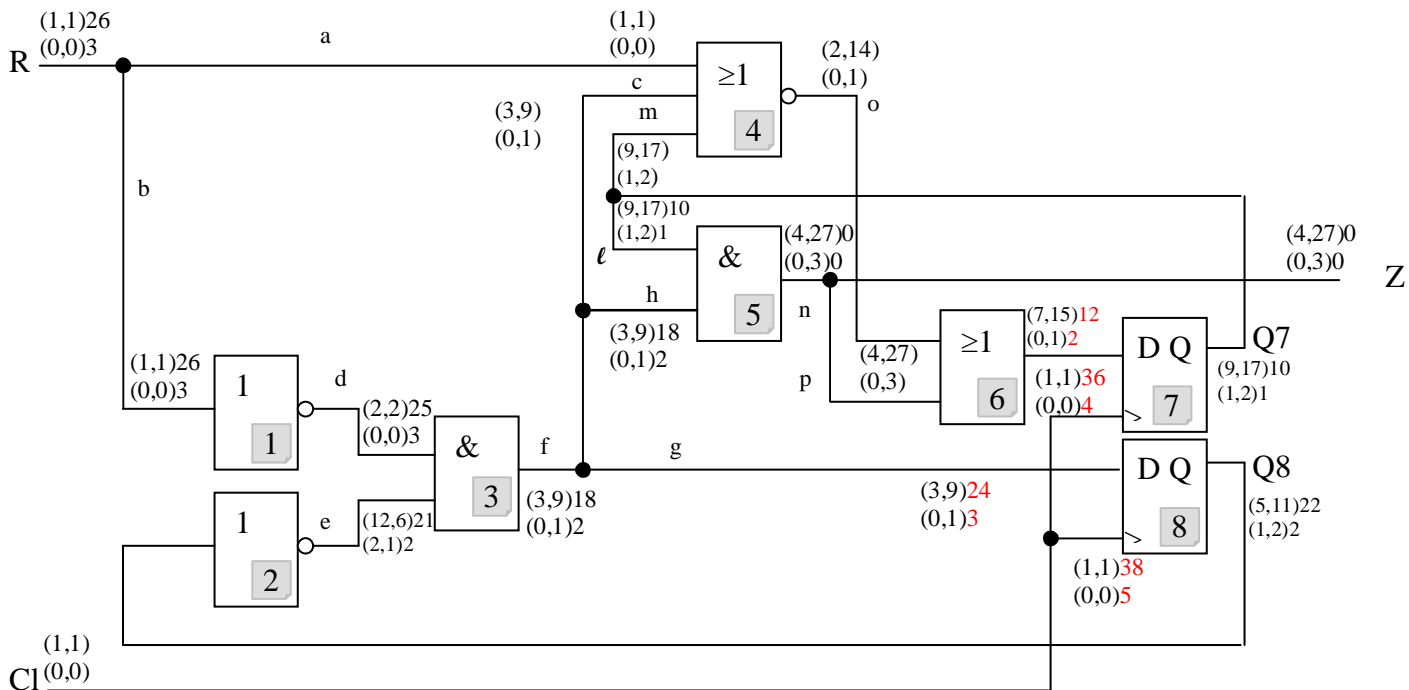 (1,1)26
(0,0)3
R
a
(1,1)
(0,0)
≥1
4
(2,14)
(0,1)
o
c
(3,9)
(0,1)
m
(9,17)
(1,2)
b
(9,17)10
(1,2)1
ℓ
&
5
(4,27)0
(0,3)0
(4,27)0
(0,3)0
Z
h
n
(3,9)18
(0,1)2
(7,15)12
(0,1)2
≥1
6
(4,27)
(0,3)
p
D Q
7
Q7
(9,17)10
(1,2)1
(1,1)36
(0,0)4
(1,1)26
(0,0)3
1
1
d
(2,2)25
(0,0)3
&
3
f
g
D Q
8
Q8
(5,11)22
(1,2)2
(3,9)24
(0,1)3
(3,9)18
(0,1)2
1
2
e
(12,6)21
(2,1)2
(1,1)38
(0,0)5
(1,1)
(0,0)
Cl